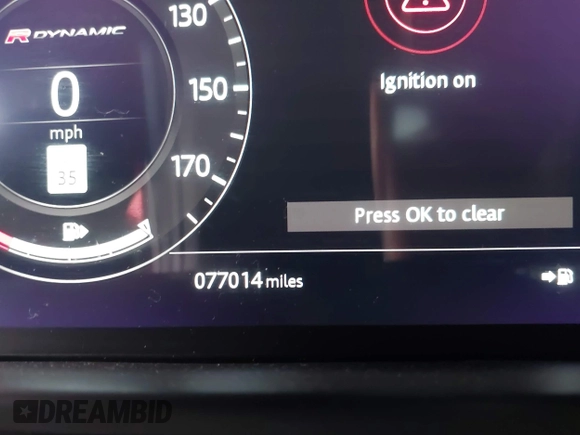 130
R DYNAMIC
150
0
mph
35
170
Ignition on
Press OK to clear
077014 miles
DREAMBID